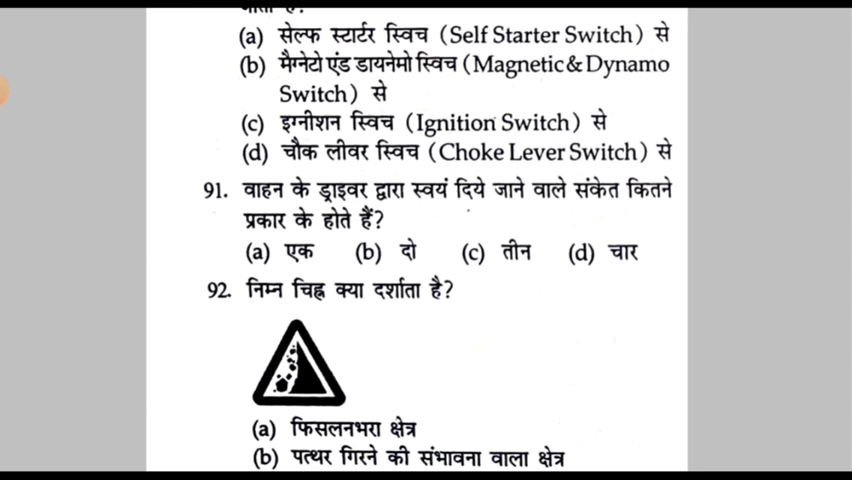 (a) सेल्फ स्टार्टर स्विच (Self Starter Switch) से
(b) मैग्नेटो एंड डायनेमो स्विच (Magnetic & Dynamo
Switch) से
(c) इग्नीशन स्विच (Ignition Switch) से
(d) चौक लीवर स्विच (Choke Lever Switch) से
91. वाहन के ड्राइवर द्वारा स्वयं दिये जाने वाले संकेत कितने
प्रकार के होते हैं?
(a) एक (b) दो (c) तीन (d) चार
92. निम्न चिह्न क्या दर्शाता है?
(a) फिसलनभरा क्षेत्र
(b) पत्थर गिरने की संभावना वाला क्षेत्र